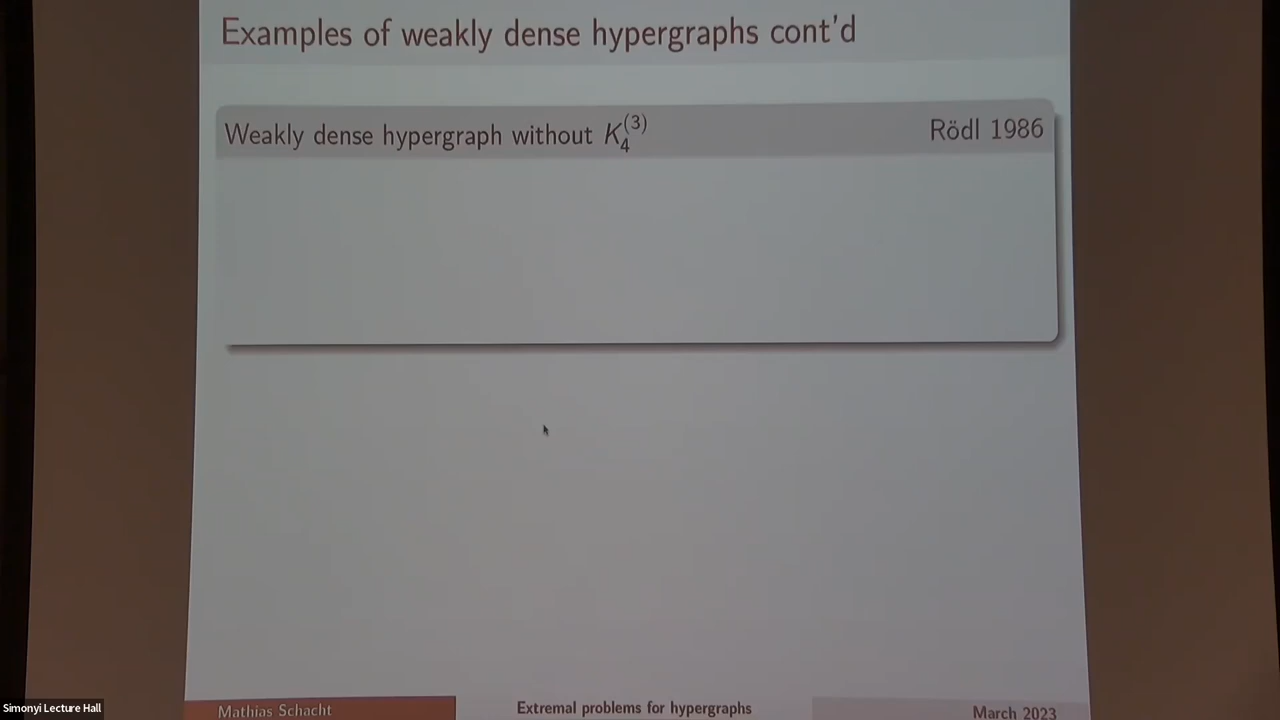 Examples of weakly dense hypergraphs cont'd
Weakly dense hypergraph without K_4^{(3)} Rödl 1986
Simonyi Lecture Hall
Mathias Schacht Extremal problems for hypergraphs March 2023